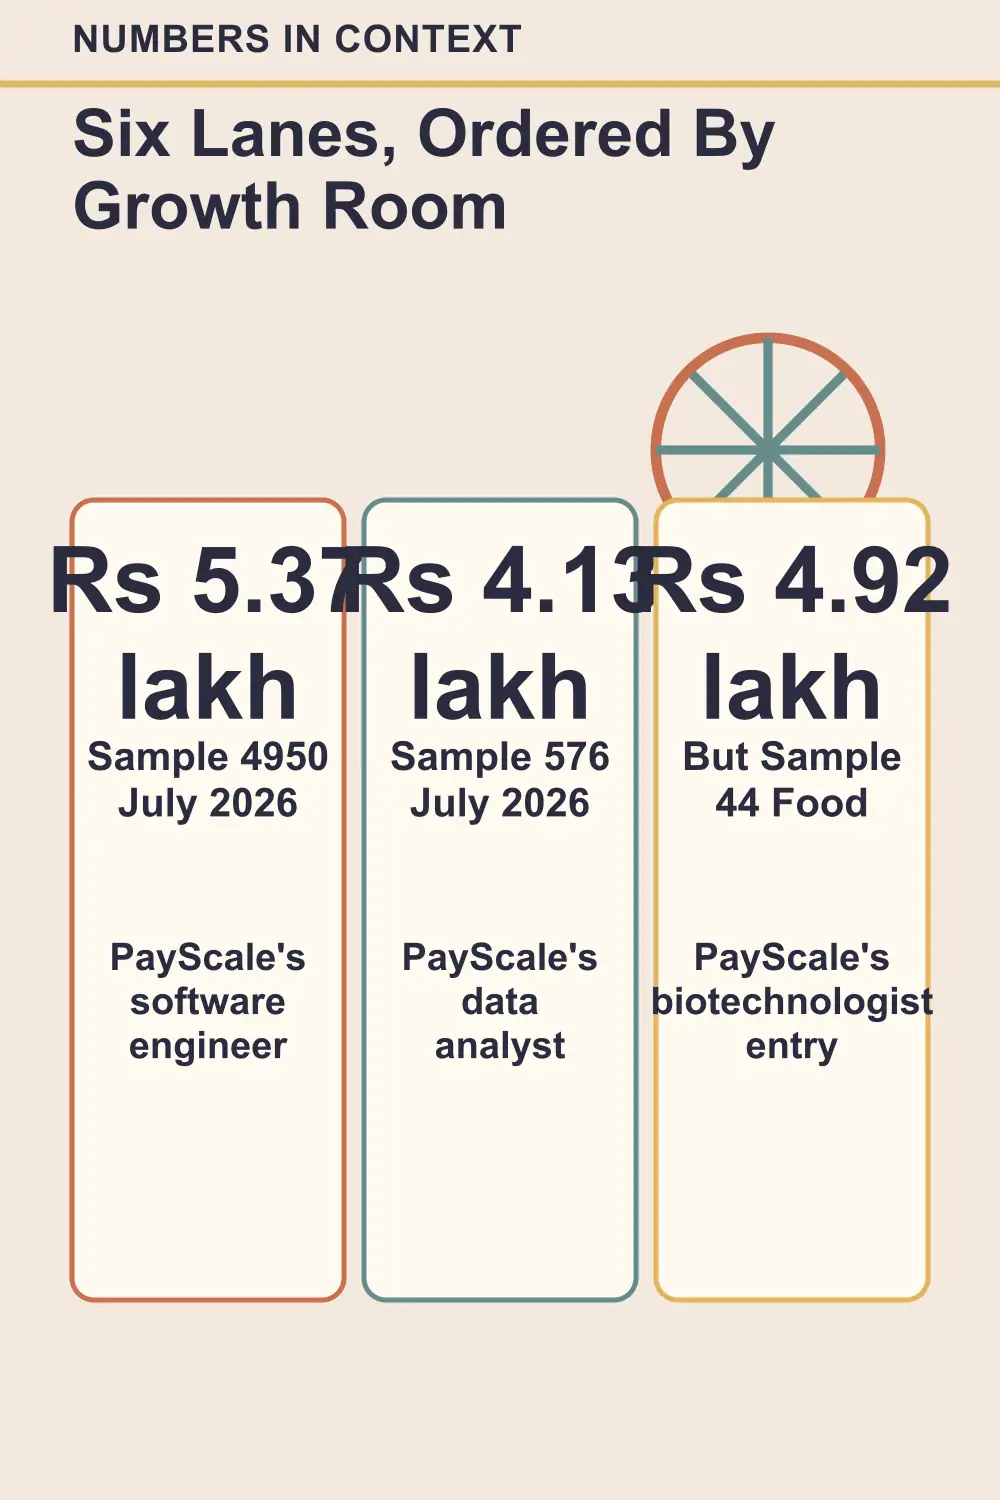 NUMBERS IN CONTEXT
Six Lanes, Ordered By
Growth Room
Rs 5.37
lakh
Sample 4950
July 2026
PayScale's
software
engineer
Rs 4.13
lakh
Sample 576
July 2026
PayScale's
data
analyst
Rs 4.92
lakh
But Sample
44 Food
PayScale's
biotechnologist
entry